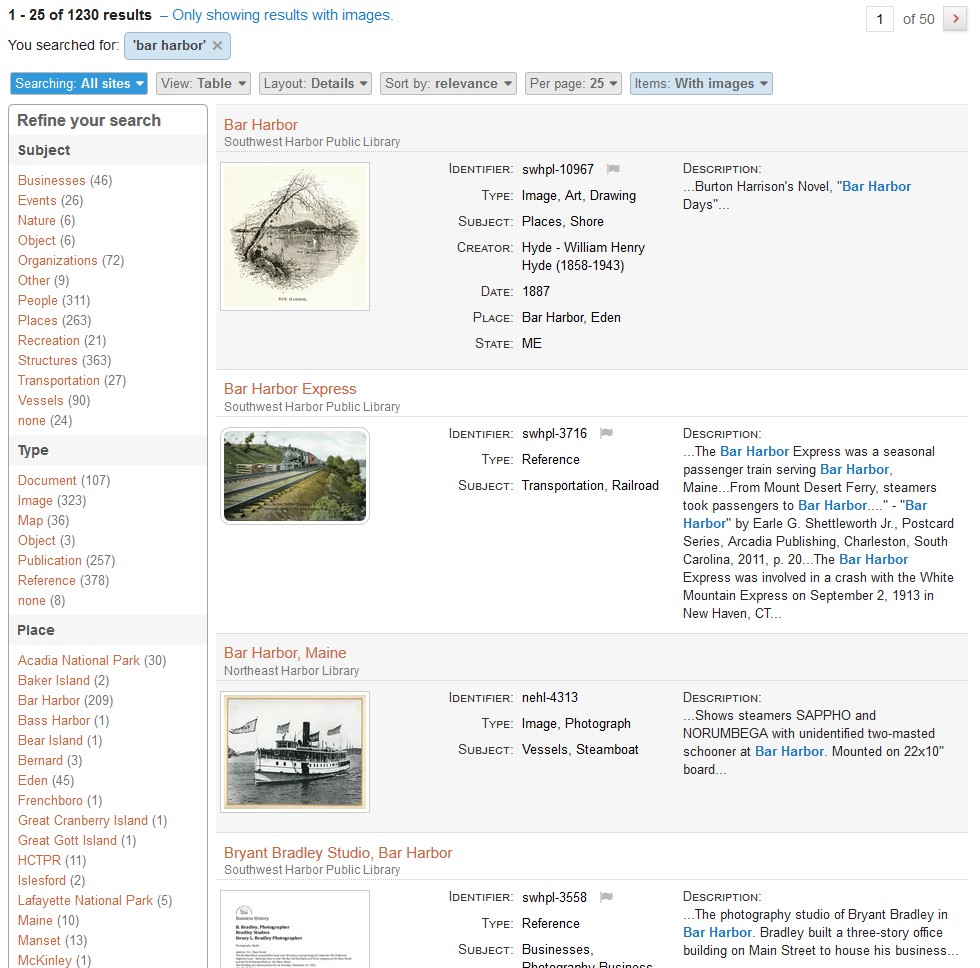 1 - 25 of 1230 results – Only showing results with images.
1 of 50 >
You searched for: 'bar harbor' ×
Searching: All sites View: Table Layout: Details Sort by: relevance Per page: 25 Items: With images
Refine your search
Subject
Businesses (46)
Events (26)
Nature (6)
Object (6)
Organizations (72)
Other (9)
People (311)
Places (263)
Recreation (21)
Structures (363)
Transportation (27)
Vessels (90)
none (24)
Type
Document (107)
Image (323)
Map (36)
Object (3)
Publication (257)
Reference (378)
none (8)
Place
Acadia National Park (30)
Baker Island (2)
Bar Harbor (209)
Bass Harbor (1)
Bear Island (1)
Bernard (3)
Eden (45)
Frenchboro (1)
Great Cranberry Island (1)
Great Gott Island (1)
HCTPR (11)
Islesford (2)
Lafayette National Park (5)
Maine (10)
Manset (13)
McKinley (1)
Bar Harbor
Southwest Harbor Public Library
BAR HARBOR.
Identifier: swhpl-10967
Type: Image, Art, Drawing
Subject: Places, Shore
Creator: Hyde - William Henry
Hyde (1858-1943)
Date: 1887
Place: Bar Harbor, Eden
State: ME
Description:
...Burton Harrison's Novel, "Bar Harbor
Days"...
Bar Harbor Express
Southwest Harbor Public Library
Identifier: swhpl-3716
Type: Reference
Subject: Transportation, Railroad
Description:
...The Bar Harbor Express was a seasonal
passenger train serving Bar Harbor,
Maine...From Mount Desert Ferry, steamers
took passengers to Bar Harbor...." - "Bar
Harbor" by Earle G. Shettleworth Jr., Postcard
Series, Arcadia Publishing, Charleston, South
Carolina, 2011, p. 20...The Bar Harbor
Express was involved in a crash with the White
Mountain Express on September 2, 1913 in
New Haven, CT...
Bar Harbor, Maine
Northeast Harbor Library
Identifier: nehl-4313
Type: Image, Photograph
Subject: Vessels, Steamboat
Description:
...Shows steamers SAPPHO and
NORUMBEGA with unidentified two-masted
schooner at Bar Harbor. Mounted on 22x10"
board...
Bryant Bradley Studio, Bar Harbor
Southwest Harbor Public Library
Business History
B. Bradley, Photographer
Bradley Studios
Henry L. Bradley Photographer
Identifier: swhpl-3558
Type: Reference
Subject: Businesses,
Photography Business
Description:
...The photography studio of Bryant Bradley in
Bar Harbor. Bradley built a three-story office
building on Main Street to house his business...